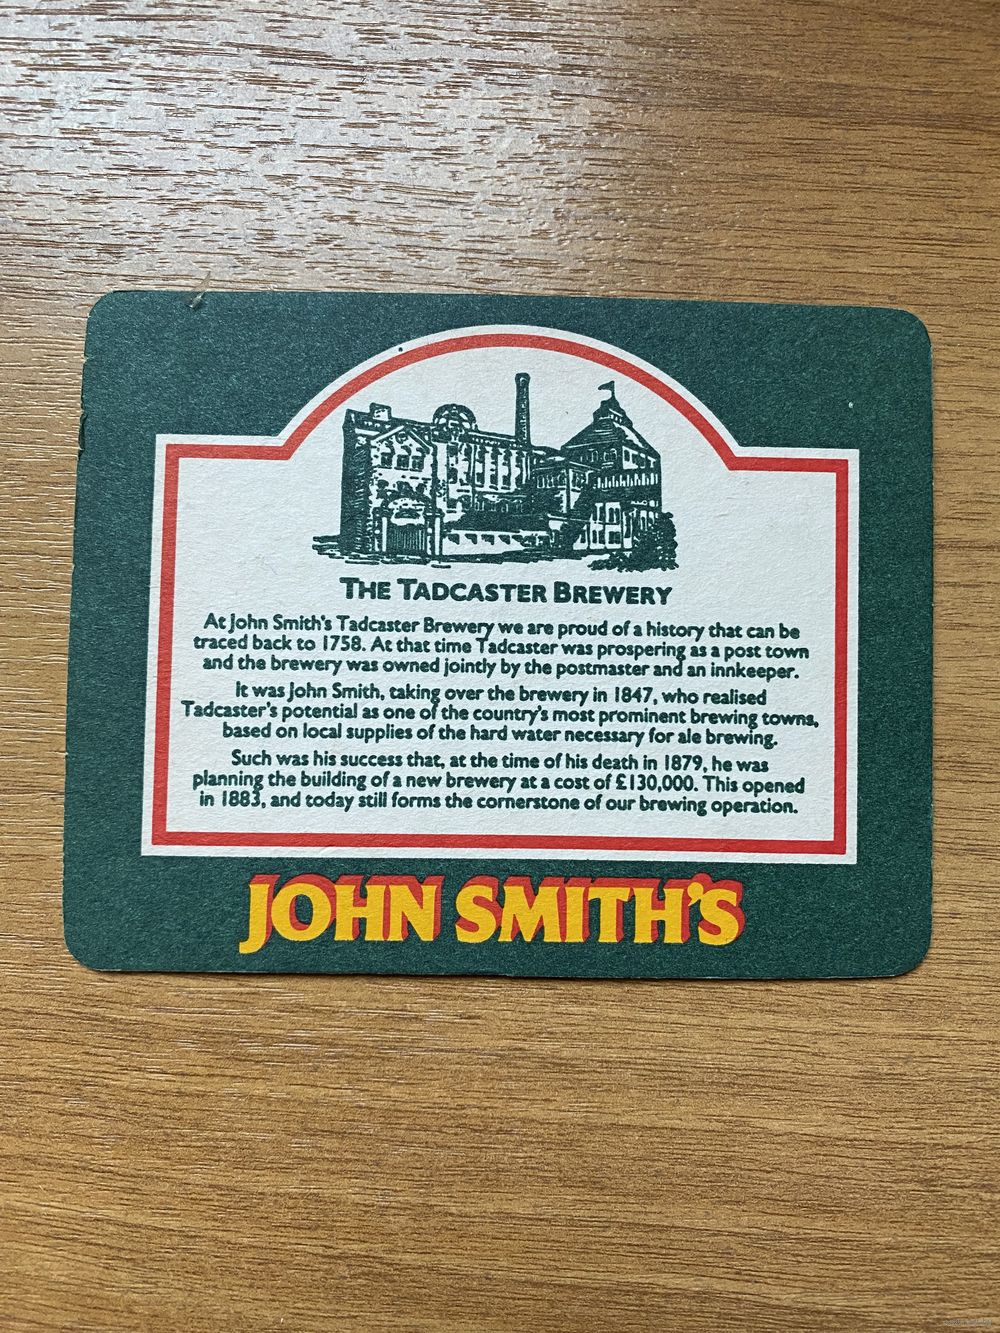 THE TADCASTER BREWERY
At John Smith's Tadcaster Brewery we are proud of a history that can be
traced back to 1758. At that time Tadcaster was prospering as a post town
and the brewery was owned jointly by the postmaster and an innkeeper.
It was John Smith, taking over the brewery in 1847, who realised
Tadcaster's potential as one of the country's most prominent brewing towns,
based on local supplies of the hard water necessary for ale brewing.
Such was his success that, at the time of his death in 1879, he was
planning the building of a new brewery at a cost of £130,000. This opened
in 1883, and today still forms the cornerstone of our brewing operation.
JOHN SMITH'S